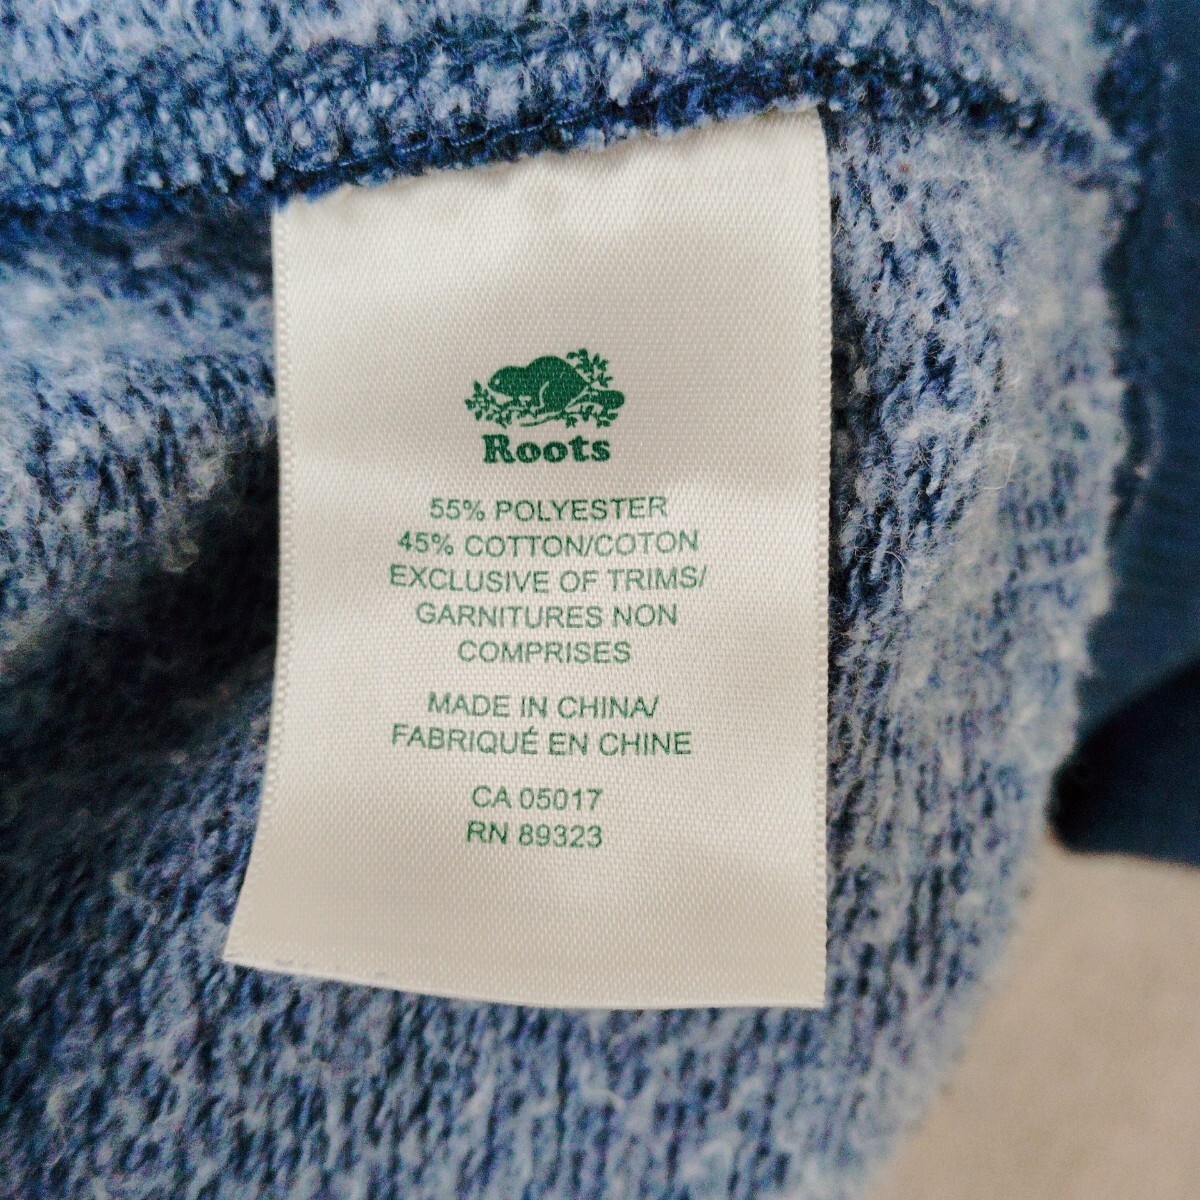 Roots
55% POLYESTER
45% COTTON/COTON
EXCLUSIVE OF TRIMS/
GARNITURES NON
COMPRISES
MADE IN CHINA/
FABRIQUÉ EN CHINE
CA 05017
RN 89323